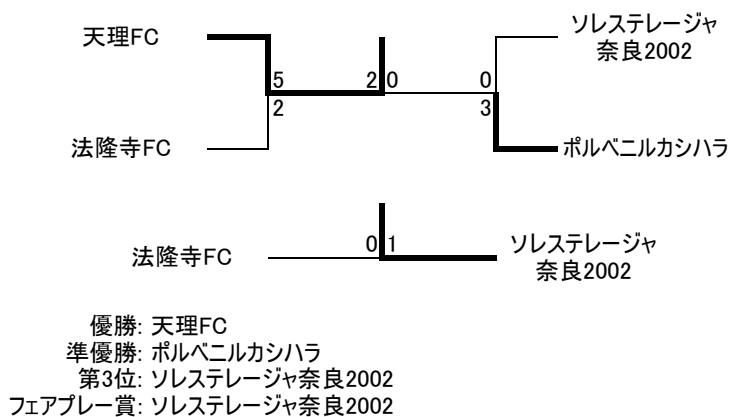 天理FC
ソレステレージャ
奈良2002
5
2
0
0
2
3
法隆寺FC
ポルベニルカシハラ
法隆寺FC
0
1
ソレステレージャ
奈良2002
優勝: 天理FC
準優勝: ポルベニルカシハラ
第3位: ソレステレージャ奈良2002
フェアプレー賞: ソレステレージャ奈良2002